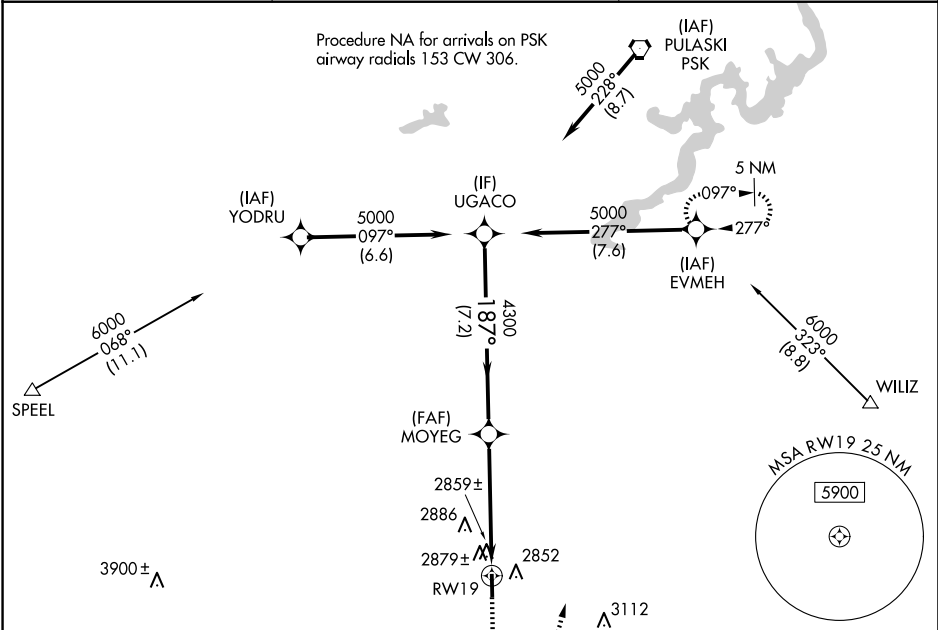 Procedure NA for arrivals on PSK
airway radials 153 CW 306.
(IAF)
PULASKI
PSK
5000
228°
(8.7)
5 NM
097°
277°
(IAF)
YODRU
5000
097°
(6.6)
(IF)
UGACO
5000
277°
(7.6)
(IAF)
EVMEH
6000
068°
(11.1)
SPEEL
4300
187°
(7.2)
6000
323°
(8.8)
WILIZ
(FAF)
MOYEG
MSA RW19 25 NM
5900
2859±
2886
2879±
2852
RW19
3900±
3112